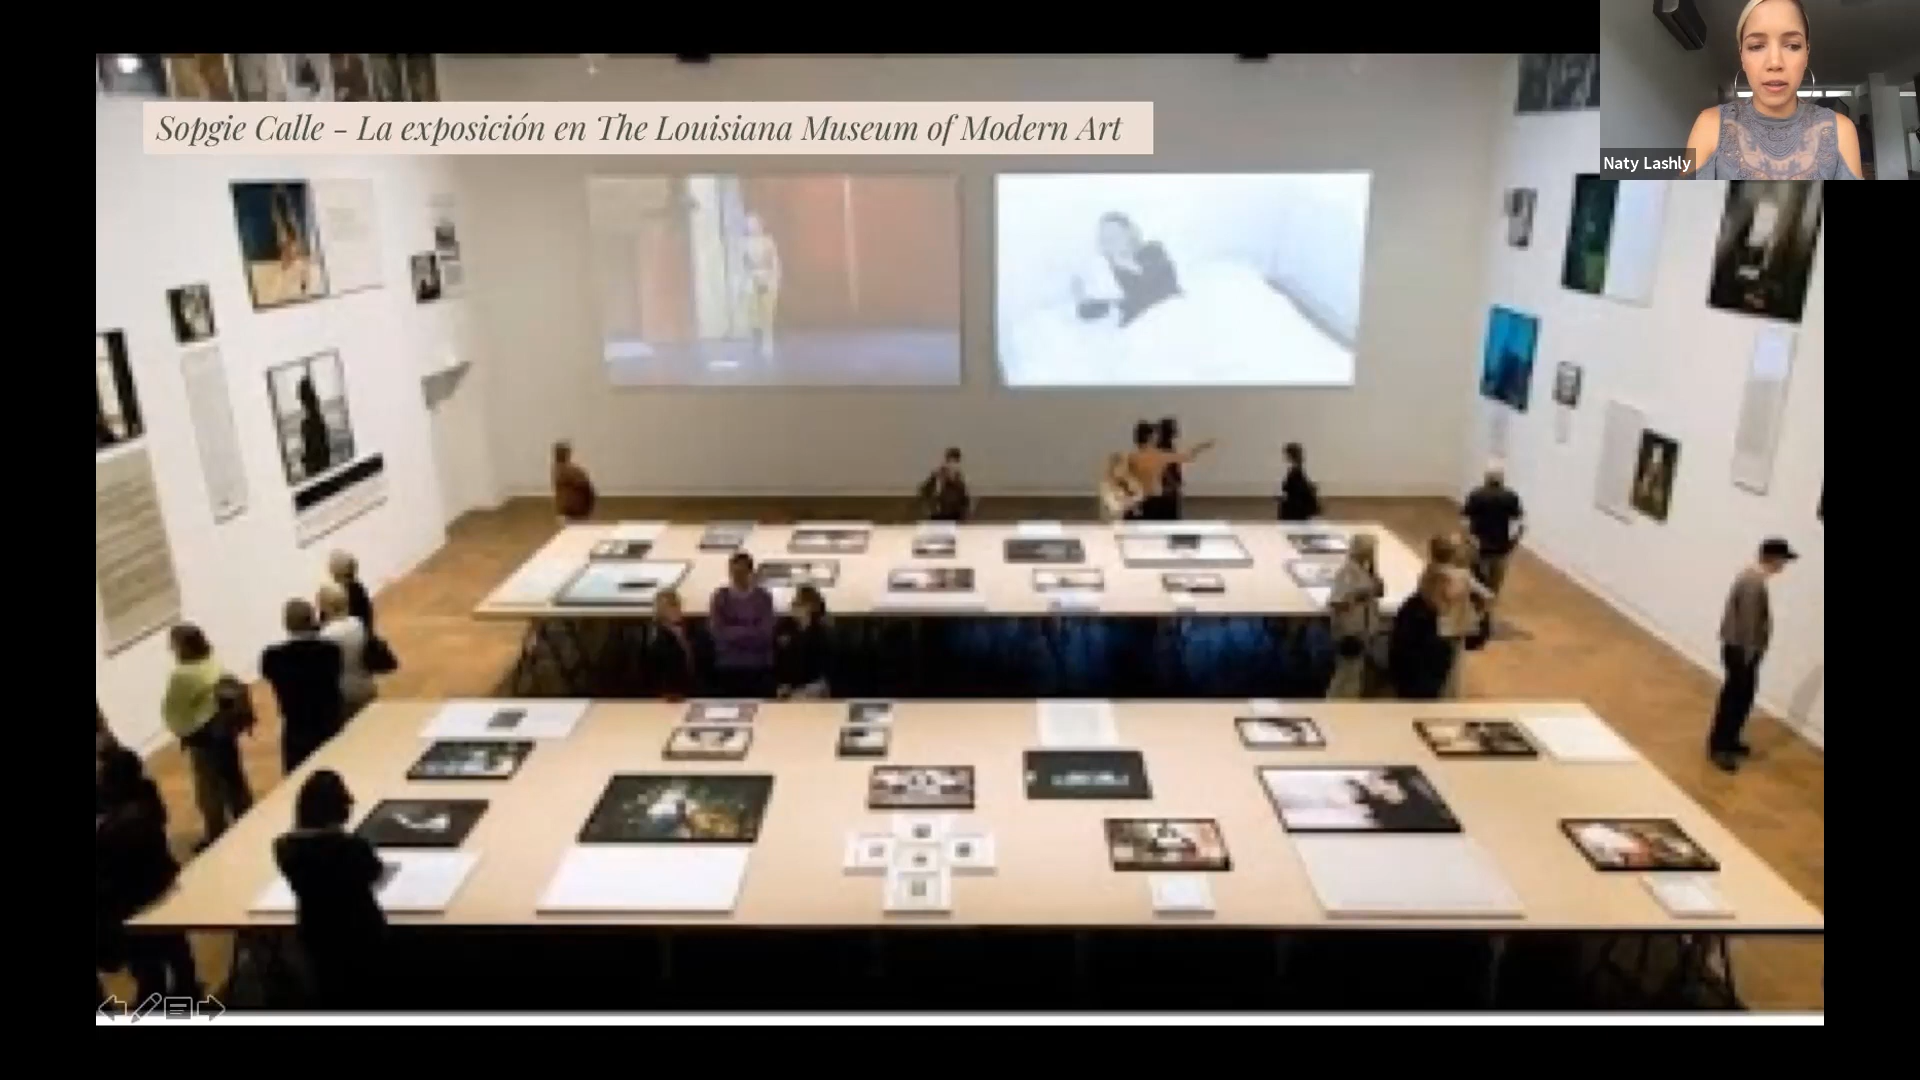 Sopgie Calle - La exposición en The Louisiana Museum of Modern Art
Naty Lashly